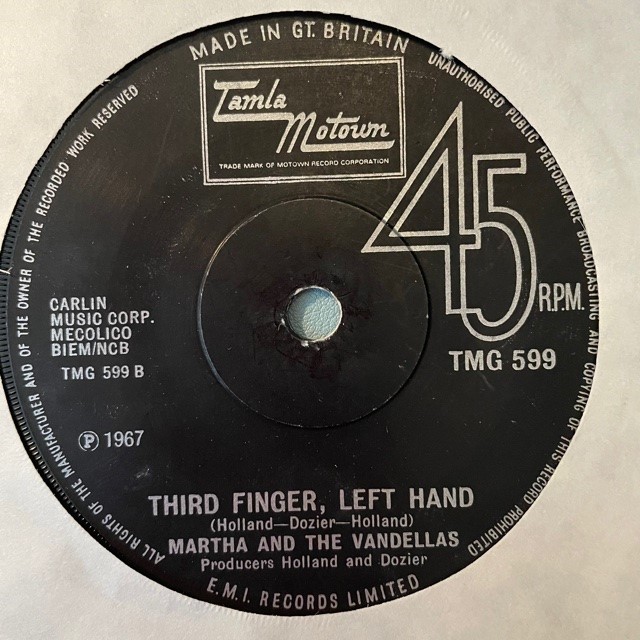 MADE IN GT. BRITAIN
UNAUTHORISED PUBLIC PERFORMANCE BROADCASTING AND COPYING OF THIS RECORD PROHIBITED
ALL RIGHTS OF THE MANUFACTURER AND OF THE OWNER OF THE RECORDED WORK RESERVED
Tamla
Motown
TRADE MARK OF MOTOWN RECORD CORPORATION
45
R.P.M.
TMG 599
CARLIN
MUSIC CORP.
MECOLICO
BIEM/NCB
TMG 599 B
℗ 1967
THIRD FINGER, LEFT HAND
(Holland—Dozier—Holland)
MARTHA AND THE VANDELLAS
Producers Holland and Dozier
E.M.I. RECORDS LIMITED